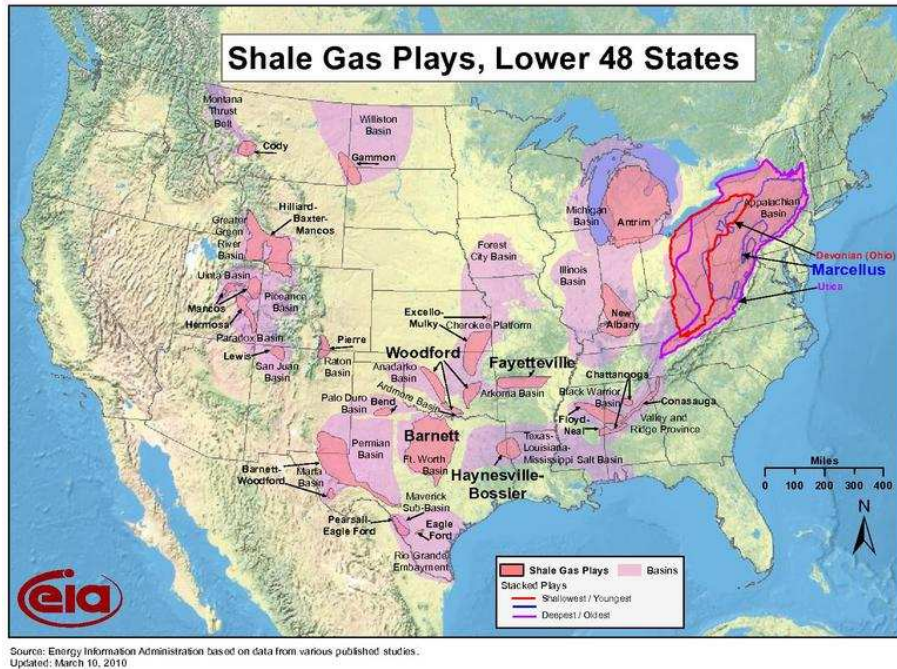 Shale Gas Plays, Lower 48 States
Montana
Thrust
Belt
Cody
Williston
Basin
Gammon
Hilliard-
Baxter-
Mancos
Greater
Green
River
Basin
Uinta Basin
Mancos
Piceance
Basin
Hermosa
Paradox Basin
Lewis
San Juan
Basin
Pierre
Raton
Basin
Forest
City Basin
Excello-
Mulky
Cherokee Platform
Woodford
Anadarko
Basin
Ardmore Basin
Arkoma Basin
Fayetteville
Palo Duro
Basin
Bend
Michigan
Basin
Antrim
Illinois
Basin
New
Albany
Appalachian
Basin
Devonian (Ohio)
Marcellus
Utica
Chattanooga
Black Warrior
Basin
Conasauga
Floyd-
Neal
Valley and
Ridge Province
Permian
Basin
Barnett
Ft. Worth
Basin
Haynesville-
Bossler
Texas-
Louisiana-
Mississippi Salt Basin
Barnett-
Woodford
Marfa
Basin
Maverick
Sub-Basin
Pearsall-
Eagle Ford
Eagle
Ford
Rio Grande
Embayment
Miles
0 100 200 300 400
N
Shale Gas Plays
Basins
Stacked Plays
Shallowest / Youngest
Deepest / Oldest
eia
Source: Energy Information Administration based on data from various published studies.
Updated: March 10, 2010